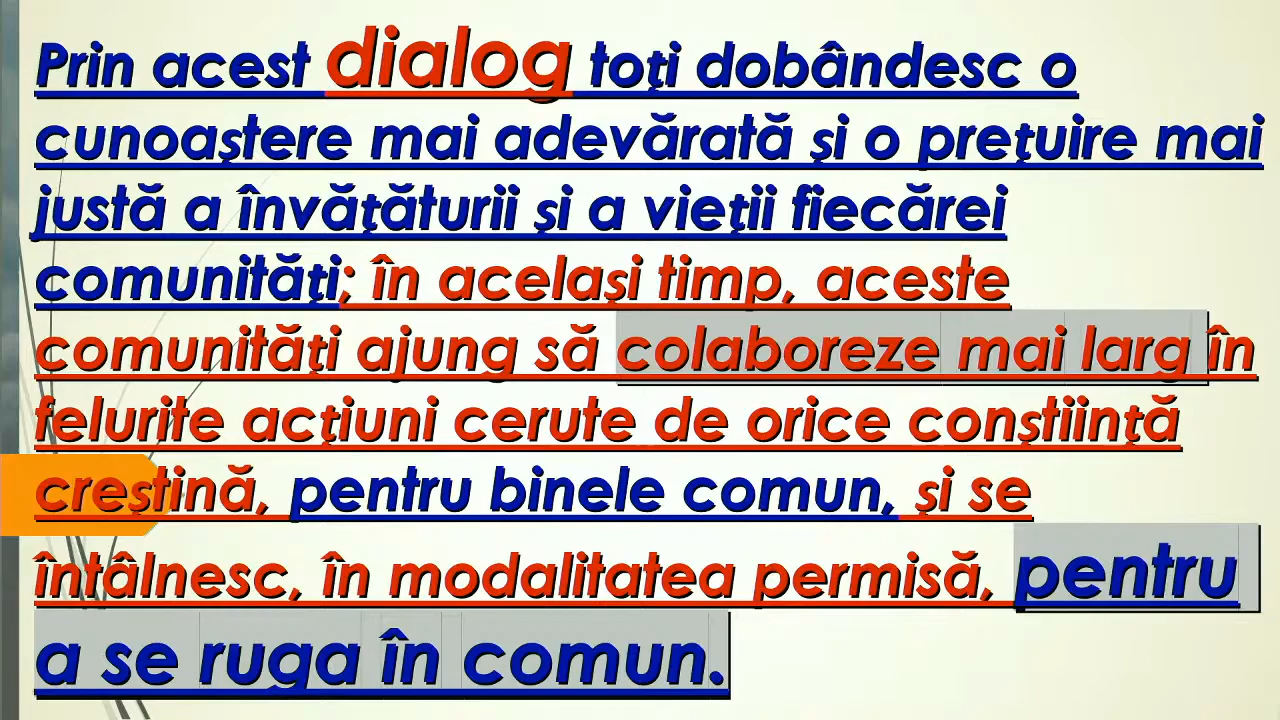 Prin acest dialog toţi dobândesc o
cunoaştere mai adevărată şi o preţuire mai
justă a învăţăturii şi a vieţii fiecărei
comunităţi; în acelaşi timp, aceste
comunităţi ajung să colaboreze mai larg în
felurite acţiuni cerute de orice conştiinţă
creştină, pentru binele comun, şi se
întâlnesc, în modalitatea permisă, pentru
a se ruga în comun.